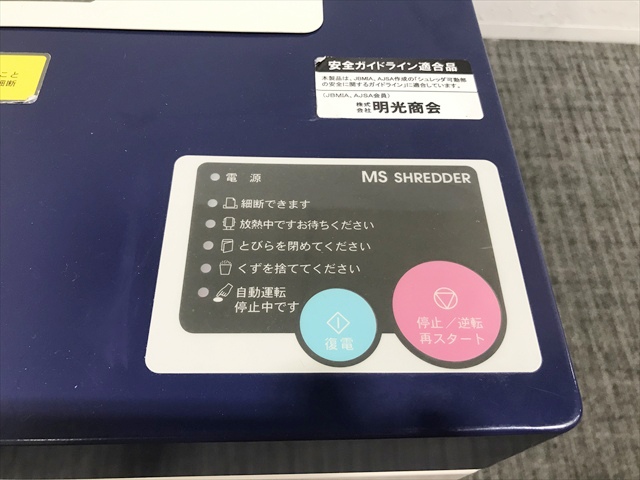 こと
細断
安全ガイドライン適合品
本製品は、JBMIA、AJSA作成の「シュレッダ可動部
の安全に関するガイドライン」に適合しています。
(JBMIA、AJSA会員)
株式会社 明光商会
電源
MS SHREDDER
細断できます
放熱中ですお待ちください
とびらを閉めてください
くずを捨ててください
自動運転
停止中です
復電
停止／逆転
再スタート